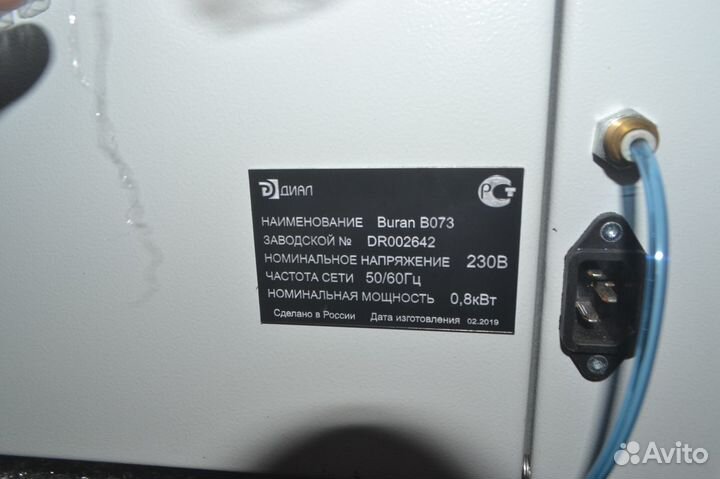 ДИАЛ
РСТ
НАИМЕНОВАНИЕ Buran B073
ЗАВОДСКОЙ № DR002642
НОМИНАЛЬНОЕ НАПРЯЖЕНИЕ 230В
ЧАСТОТА СЕТИ 50/60Гц
НОМИНАЛЬНАЯ МОЩНОСТЬ 0,8кВт
Сделано в России Дата изготовления 02.2019
Avito